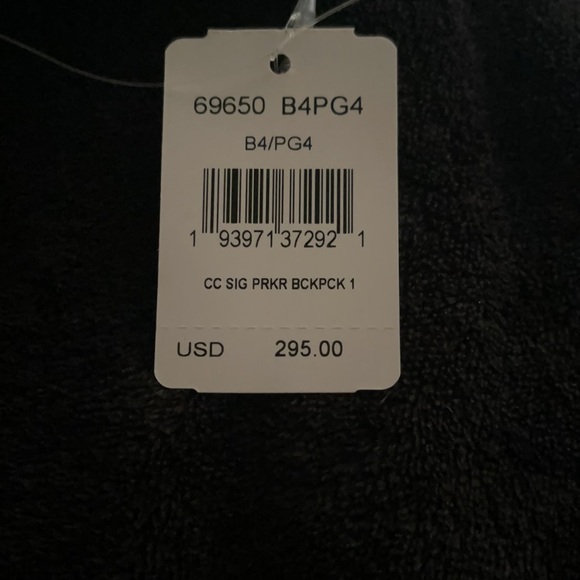 69650 B4PG4
B4/PG4
1 93971 37292 1
CC SIG PRKR BCKPCK 1
USD 295.00